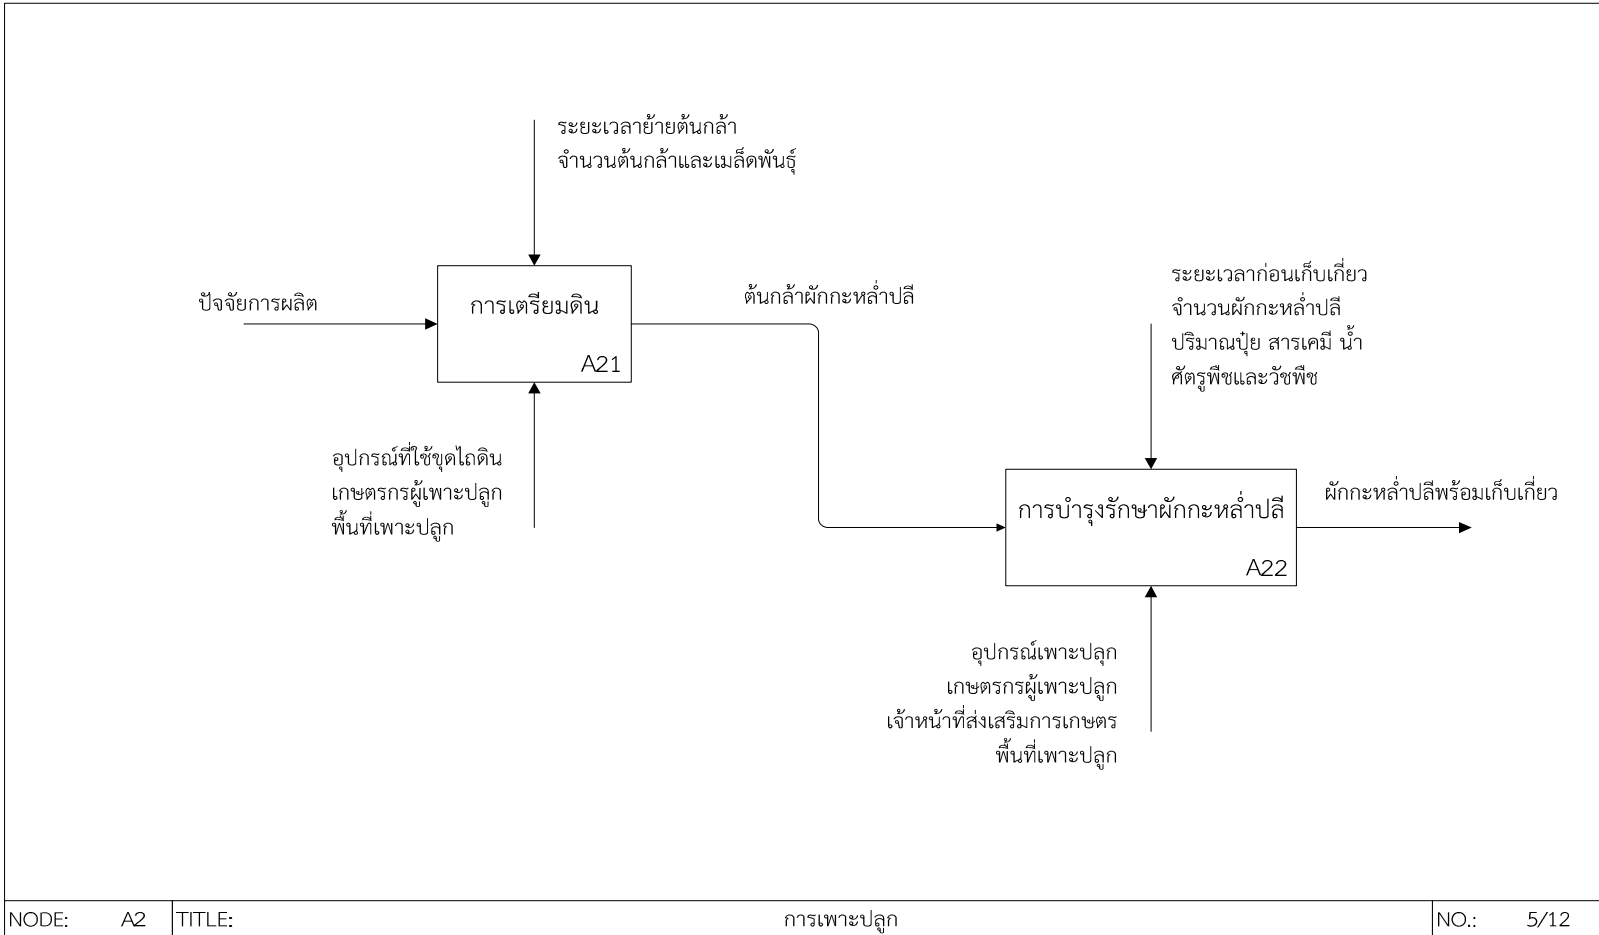 ระยะเวลาย้ายต้นกล้า
จำนวนต้นกล้าและเมล็ดพันธุ์
ปัจจัยการผลิต
การเตรียมดิน
A21
ต้นกล้าผักกะหล่ำปลี
ระยะเวลาก่อนเก็บเกี่ยว
จำนวนผักกะหล่ำปลี
ปริมาณปุ๋ย สารเคมี น้ำ
ศัตรูพืชและวัชพืช
อุปกรณ์ที่ใช้ขุดไถดิน
เกษตรกรผู้เพาะปลูก
พื้นที่เพาะปลูก
การบำรุงรักษาผักกะหล่ำปลี
A22
ผักกะหล่ำปลีพร้อมเก็บเกี่ยว
อุปกรณ์เพาะปลุก
เกษตรกรผู้เพาะปลูก
เจ้าหน้าที่ส่งเสริมการเกษตร
พื้นที่เพาะปลูก
NODE: A2 TITLE: การเพาะปลูก NO.: 5/12